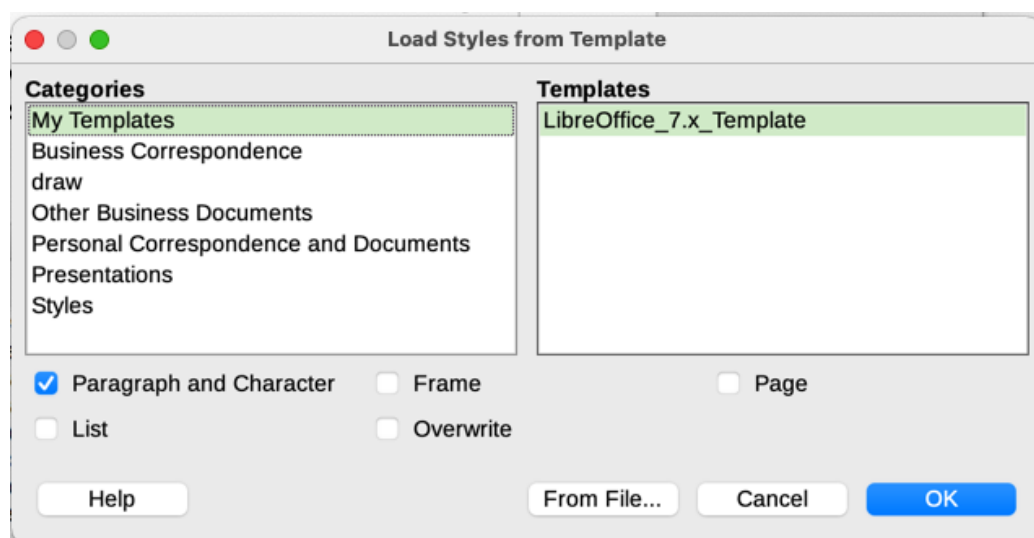 Load Styles from Template
Categories
Templates
My Templates
LibreOffice_7.x_Template
Business Correspondence
draw
Other Business Documents
Personal Correspondence and Documents
Presentations
Styles
Paragraph and Character
Frame
Page
List
Overwrite
Help
From File...
Cancel
OK